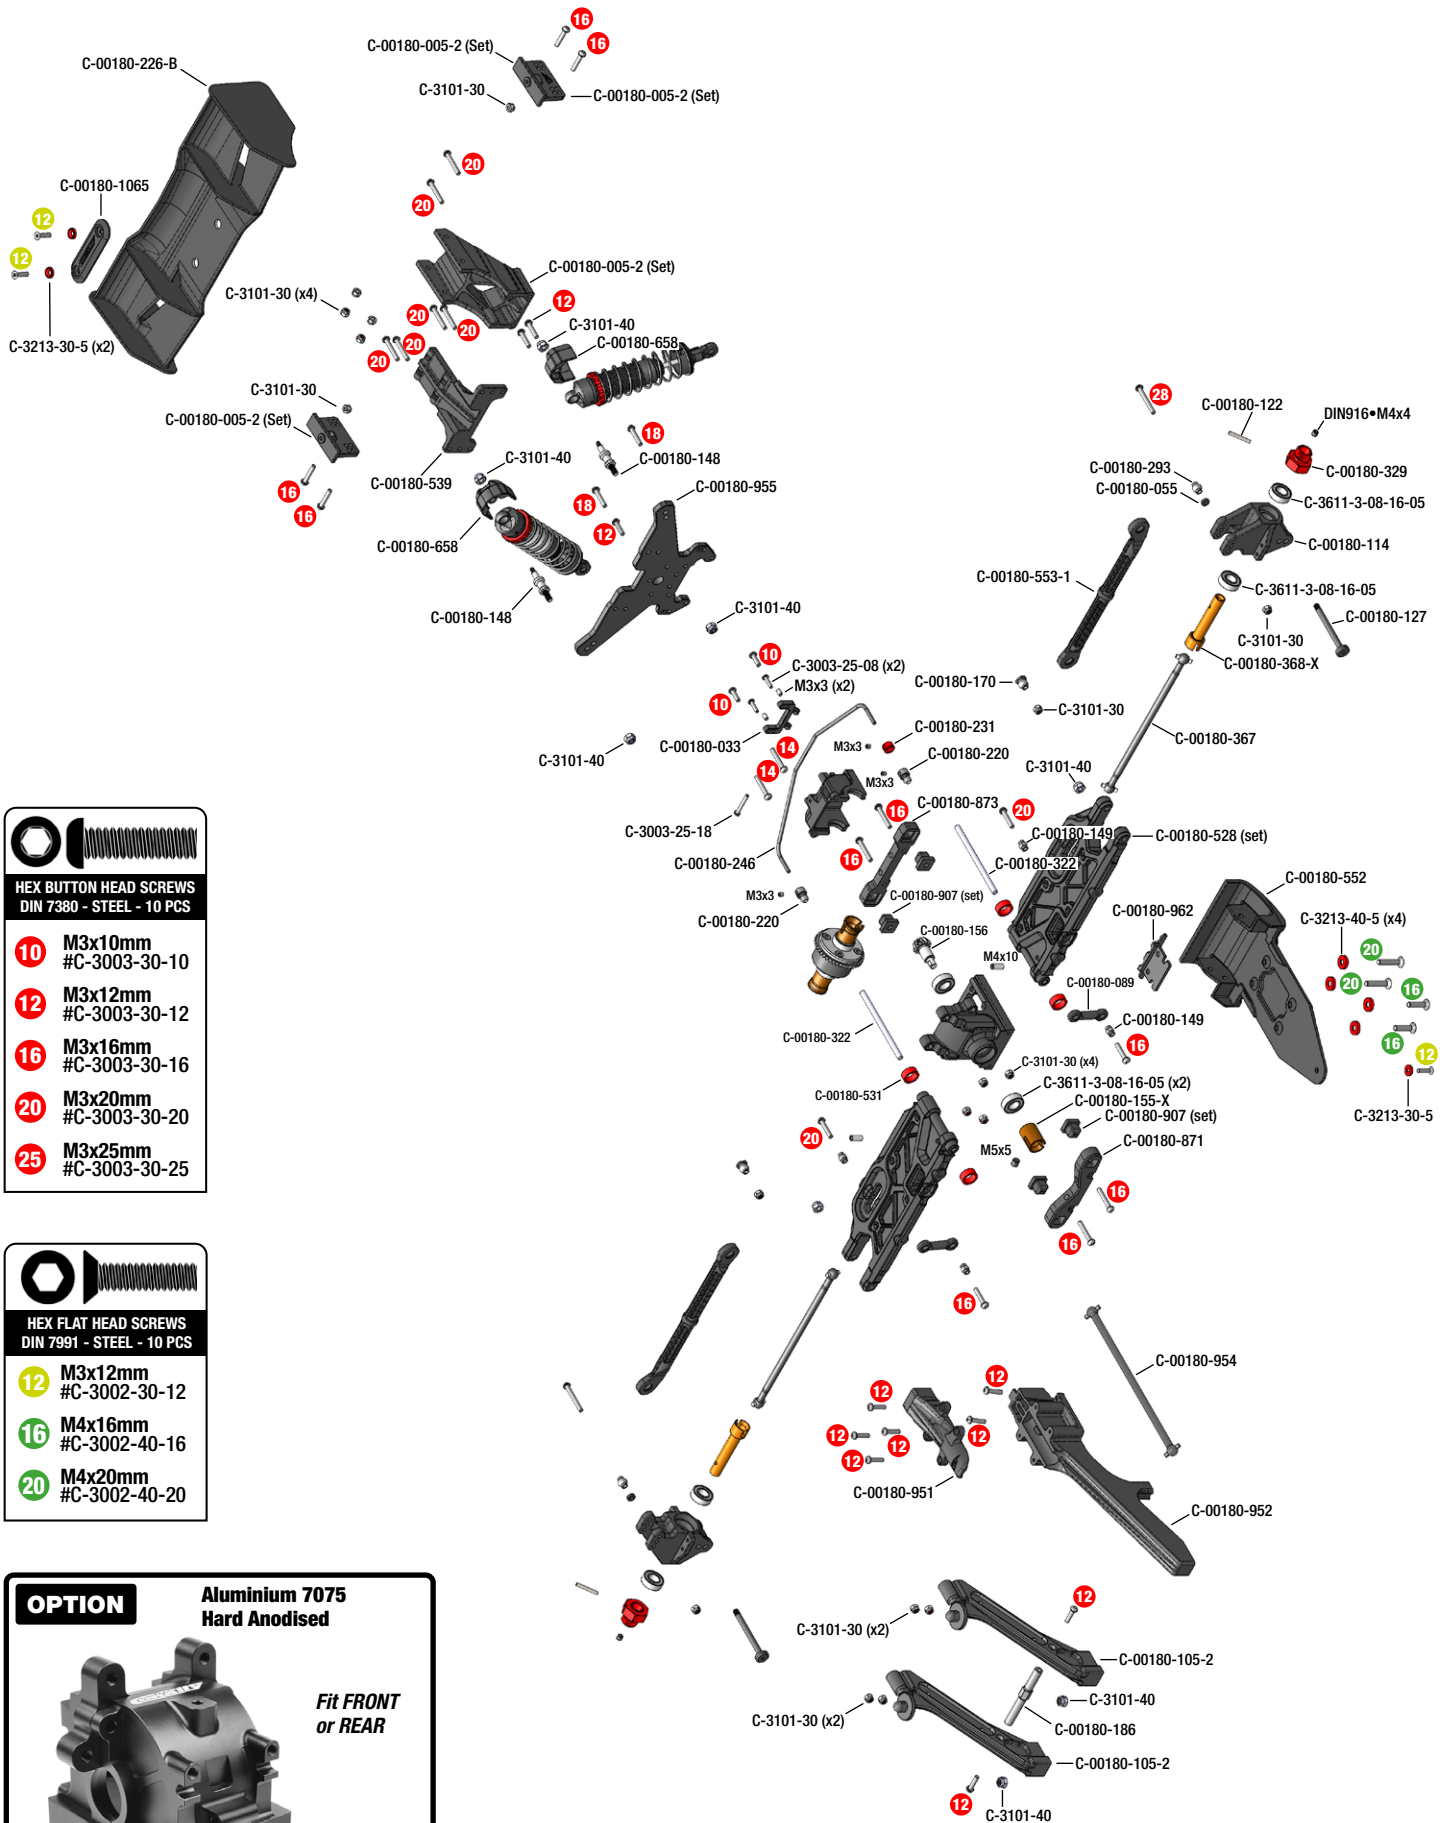 16
C-00180-005-2 (Set)
16
C-00180-226-B
C-3101-30
C-00180-005-2 (Set)
20
C-00180-1065
20
12
12
C-00180-005-2 (Set)
C-3101-30 (x4)
12
20
C-3101-40
20
C-00180-658
C-3213-30-5 (x2)
20
20
C-3101-30
28
C-00180-122
DIN916•M4x4
C-00180-005-2 (Set)
18
C-3101-40
C-00180-148
C-00180-293
C-00180-329
C-00180-539
C-00180-955
C-00180-055
16
18
C-3611-3-08-16-05
16
12
C-00180-658
C-00180-114
C-00180-553-1
C-3611-3-08-16-05
C-00180-148
C-3101-40
C-00180-127
C-3101-30
10
C-3003-25-08 (x2)
C-00180-368-X
M3x3 (x2)
C-00180-170
10
C-3101-30
C-00180-231
C-00180-033
14
M3x3
C-00180-367
C-3101-40
C-00180-220
C-3101-40
14
M3x3
C-00180-873
16
20
C-3003-25-18
C-00180-149
C-00180-528 (set)
C-00180-246
16
C-00180-322
C-00180-552
M3x3
C-00180-907 (set)
C-00180-220
C-00180-962
C-3213-40-5 (x4)
C-00180-156
20
M4x10
20
C-00180-089
16
C-00180-149
C-00180-322
16
16
12
C-3101-30 (x4)
C-3611-3-08-16-05 (x2)
C-00180-531
C-00180-155-X
C-3213-30-5
C-00180-907 (set)
20
C-00180-871
M5x5
16
16
16
HEX BUTTON HEAD SCREWS
DIN 7380 - STEEL - 10 PCS
10 M3x10mm
#C-3003-30-10
12 M3x12mm
#C-3003-30-12
16 M3x16mm
#C-3003-30-16
20 M3x20mm
#C-3003-30-20
25 M3x25mm
#C-3003-30-25
HEX FLAT HEAD SCREWS
DIN 7991 - STEEL - 10 PCS
12 M3x12mm
#C-3002-30-12
16 M4x16mm
#C-3002-40-16
20 M4x20mm
#C-3002-40-20
C-00180-954
12
12
12
12
12
12
C-00180-951
C-00180-952
OPTION
Aluminium 7075
Hard Anodised
Fit FRONT
or REAR
12
C-3101-30 (x2)
C-00180-105-2
C-3101-40
C-3101-30 (x2)
C-00180-186
C-00180-105-2
12
C-3101-40